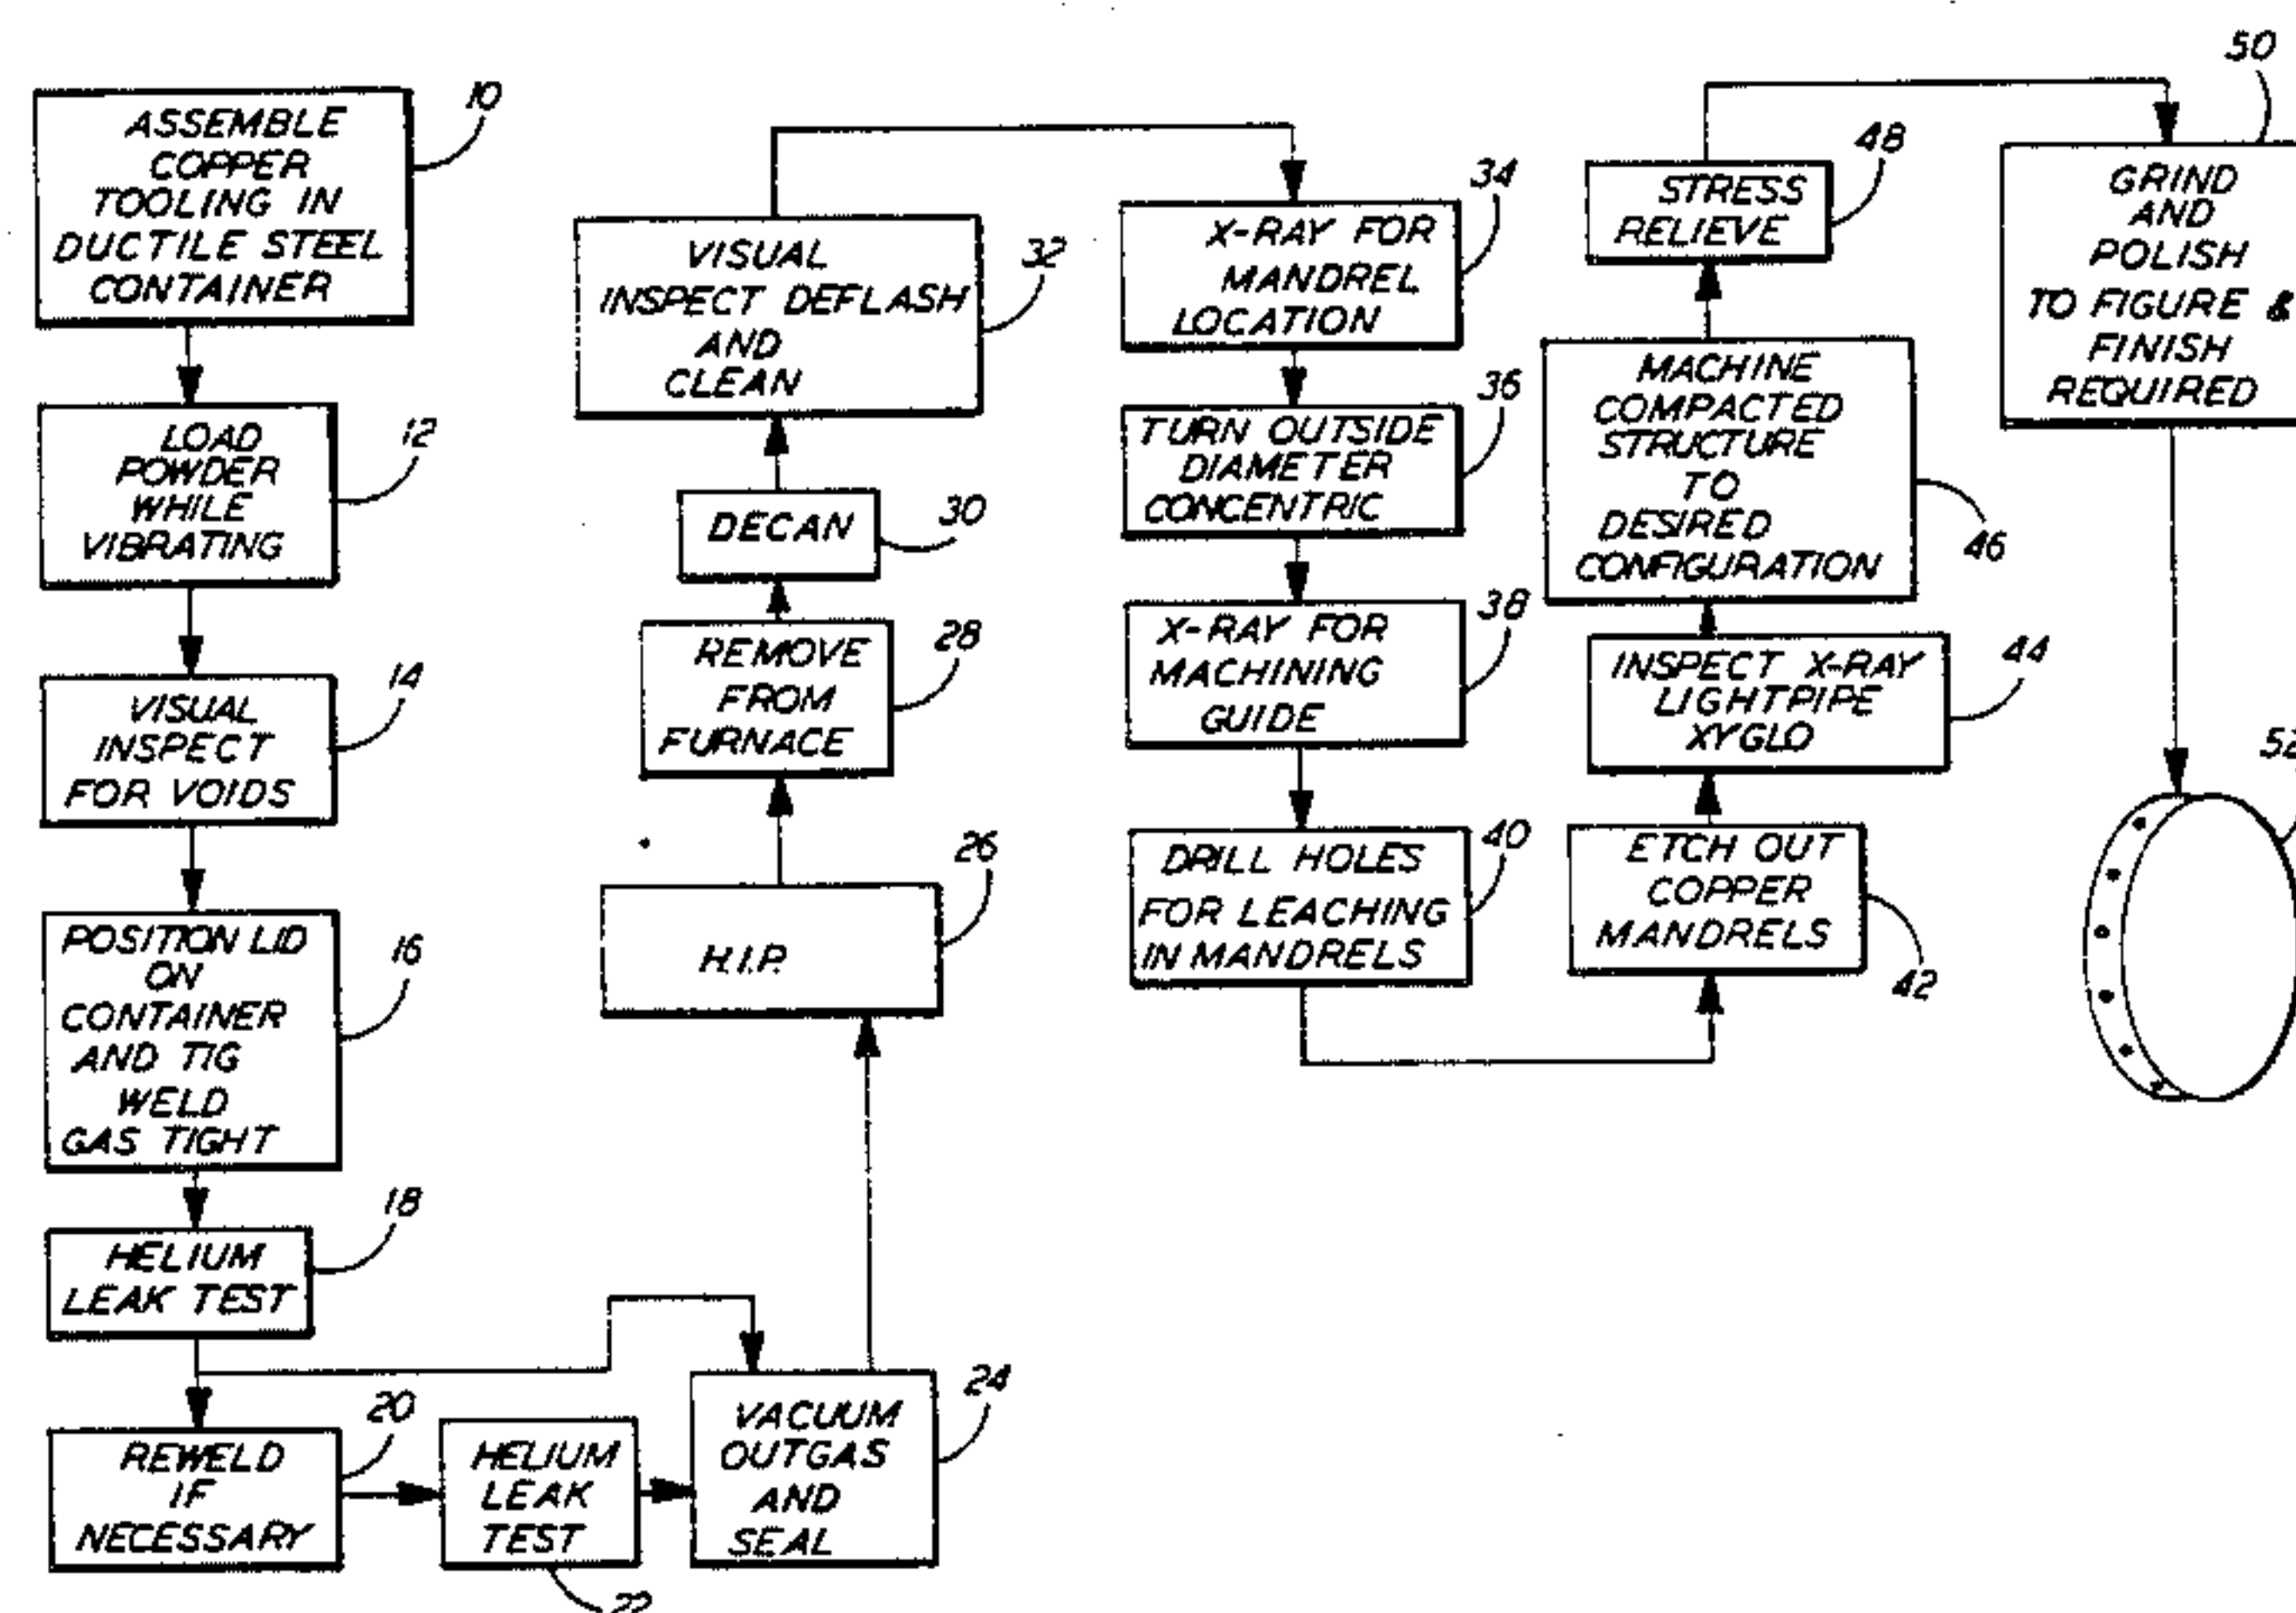 10
ASSEMBLE
COPPER
TOOLING IN
DUCTILE STEEL
CONTAINER
12
LOAD
POWDER
WHILE
VIBRATING
14
VISUAL
INSPECT
FOR VOIDS
16
POSITION LID
ON
CONTAINER
AND TIG
WELD
GAS TIGHT
18
HELIUM
LEAK TEST
20
REWELD
IF
NECESSARY
HELIUM
LEAK
TEST
22
24
VACUUM
OUTGAS
AND
SEAL
26
H.I.P.
28
REMOVE
FROM
FURNACE
30
DECAN
32
VISUAL
INSPECT DEFLASH
AND
CLEAN
34
X-RAY FOR
MANDREL
LOCATION
36
TURN OUTSIDE
DIAMETER
CONCENTRIC
38
X-RAY FOR
MACHINING
GUIDE
40
DRILL HOLES
FOR LEACHING
IN MANDRELS
ETCH OUT
COPPER
MANDRELS
42
44
INSPECT X-RAY
LIGHTPIPE
XYGLO
MACHINE
COMPACTED
STRUCTURE
TO
DESIRED
CONFIGURATION
46
48
STRESS
RELIEVE
50
GRIND
AND
POLISH
TO FIGURE &
FINISH
REQUIRED
52